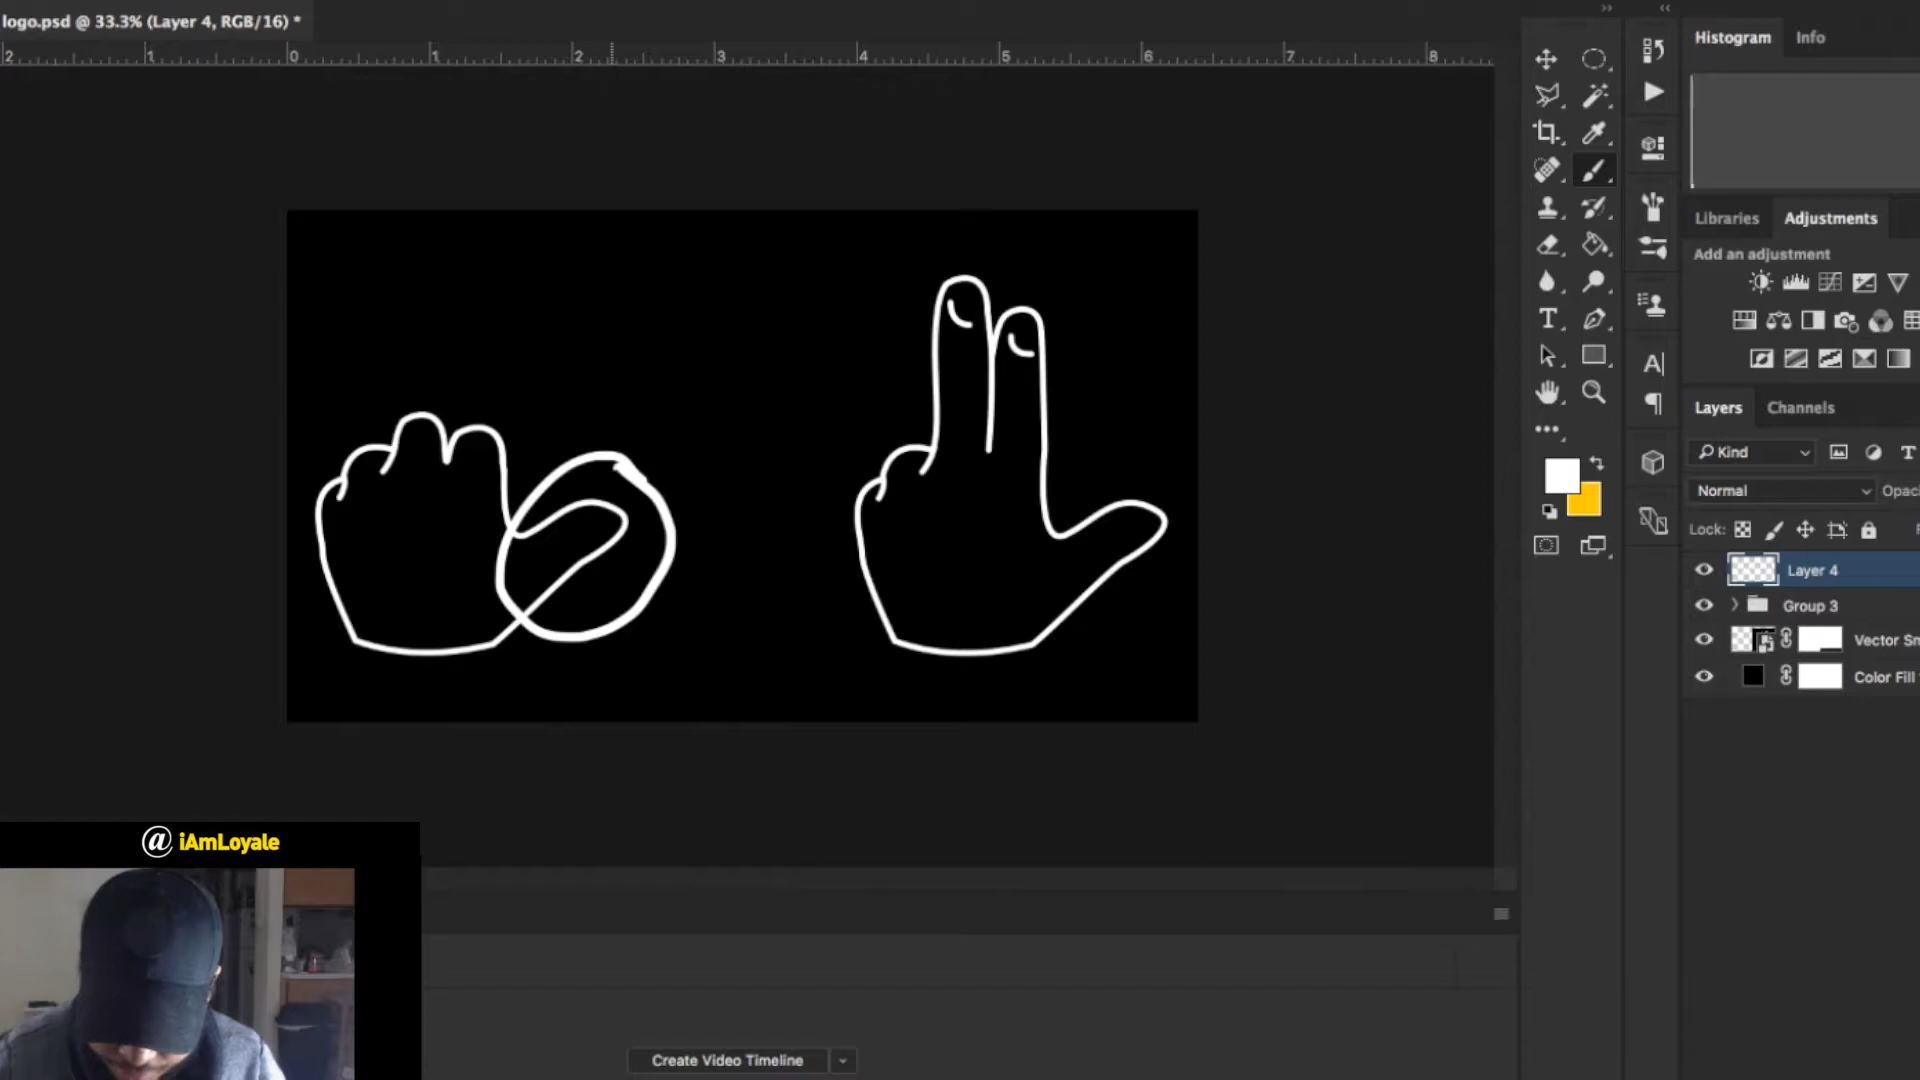 logo.psd @ 33.3% (Layer 4, RGB/16) *
2 1 0 1 2 3 4 5 6 7 8
Histogram Info
Libraries Adjustments
Add an adjustment
Layers Channels
Kind
Normal
Lock:
Layer 4
Group 3
Vector Sm
Color Fill
@ iAmLoyale
Create Video Timeline